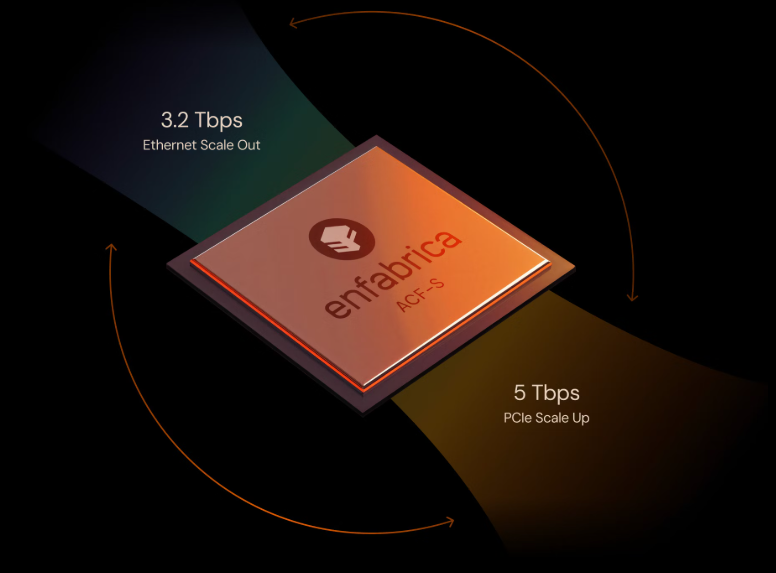 3.2 Tbps
Ethernet Scale Out
enfabrica
ACF-S
5 Tbps
PCIe Scale Up